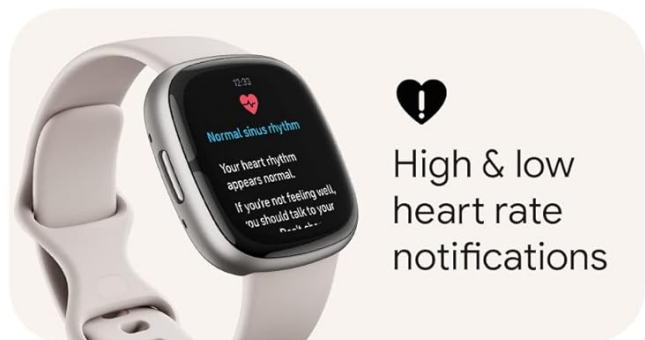 12:33
Normal sinus rhythm
Your heart rhythm
appears normal.
If you're not feeling well,
you should talk to your
High & low
heart rate
notifications